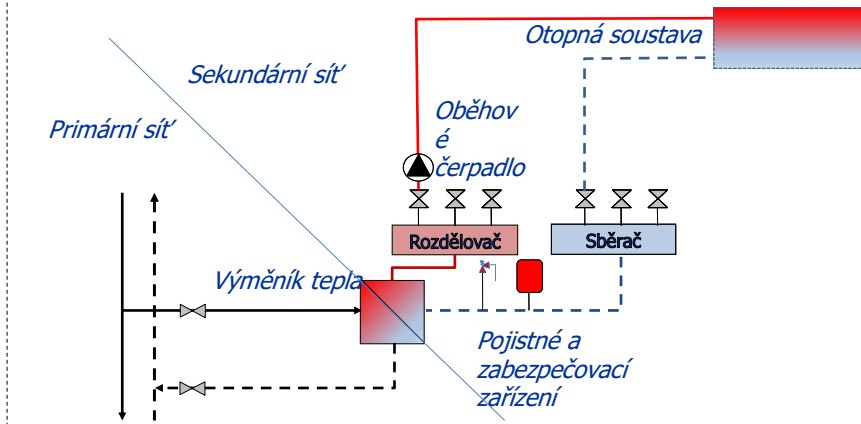 Otopná soustava
Sekundární síť
Primární síť
Oběhov
é
čerpadlo
Rozdělovač
Sběrač
Výměník tepla
Pojistné a
zabezpečovací
zařízení